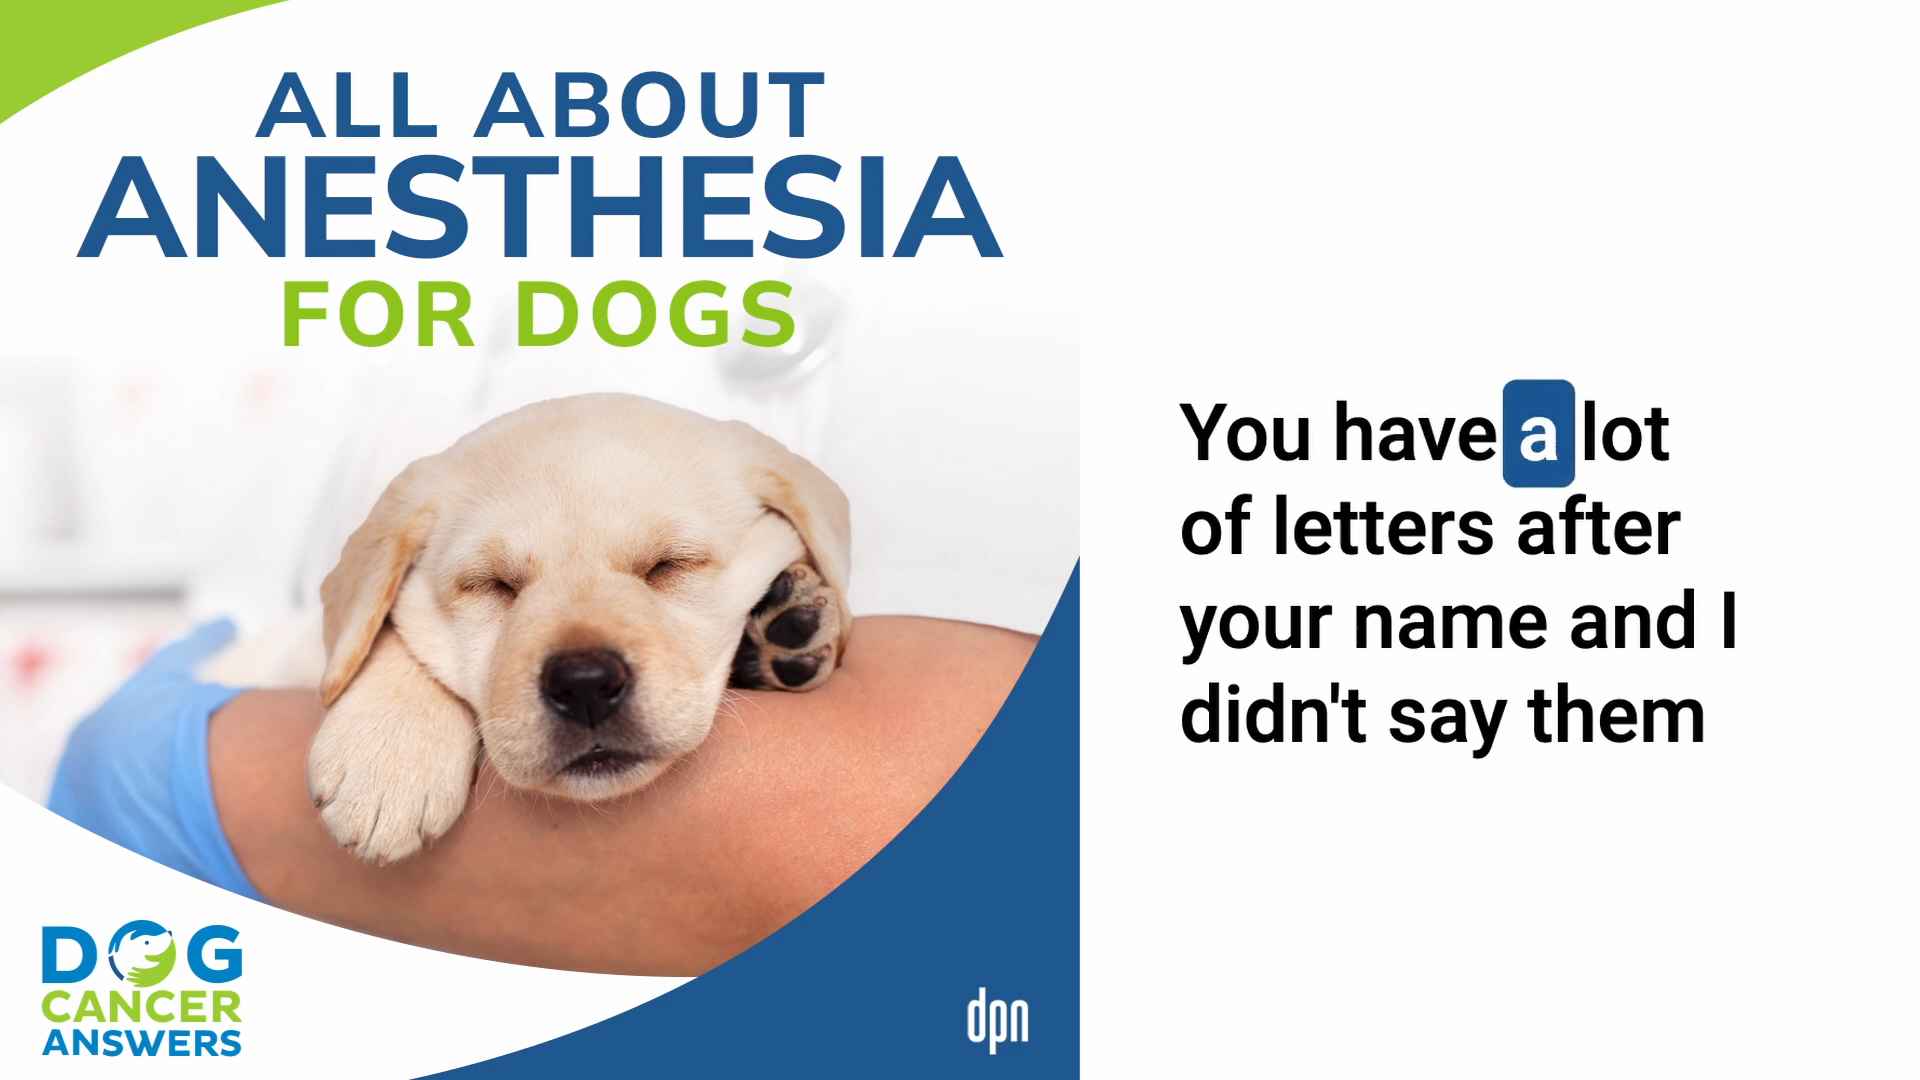 ALL ABOUT
ANESTHESIA
FOR DOGS
You have a lot
of letters after
your name and I
didn't say them
DOG
CANCER
ANSWERS
dpn